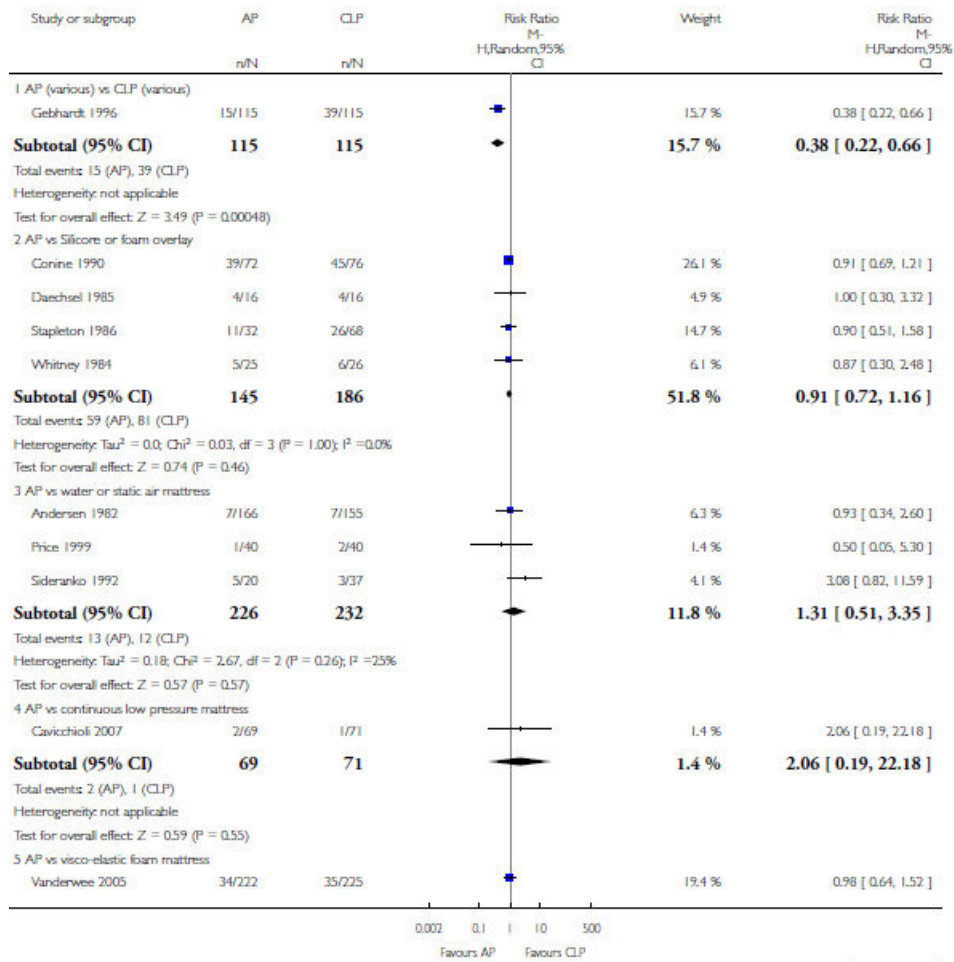 Study or subgroup AP CLP Risk Ratio Weight Risk Ratio
M- M-
H,Random,95% H,Random,95%
n/N n/N CI CI
1 AP (various) vs CLP (various)
Gebhardt 1996 15/115 39/115 15.7 % 0.38 [ 0.22, 0.66 ]
Subtotal (95% CI) 115 115 15.7 % 0.38 [ 0.22, 0.66 ]
Total events: 15 (AP), 39 (CLP)
Heterogeneity: not applicable
Test for overall effect: Z = 3.49 (P = 0.00048)
2 AP vs Silicore or foam overlay
Conine 1990 39/72 45/76 26.1 % 0.91 [ 0.69, 1.21 ]
Daechsel 1985 4/16 4/16 4.9 % 1.00 [ 0.30, 3.32 ]
Stapleton 1986 11/32 26/68 14.7 % 0.90 [ 0.51, 1.58 ]
Whitney 1984 5/25 6/26 6.1 % 0.87 [ 0.30, 2.48 ]
Subtotal (95% CI) 145 186 51.8 % 0.91 [ 0.72, 1.16 ]
Total events: 59 (AP), 81 (CLP)
Heterogeneity: Tau² = 0.0; Chi² = 0.03, df = 3 (P = 1.00); I² =0.0%
Test for overall effect: Z = 0.74 (P = 0.46)
3 AP vs water or static air mattress
Andersen 1982 7/166 7/155 6.3 % 0.93 [ 0.34, 2.60 ]
Price 1999 1/40 2/40 1.4 % 0.50 [ 0.05, 5.30 ]
Sideranko 1992 5/20 3/37 4.1 % 3.08 [ 0.82, 11.59 ]
Subtotal (95% CI) 226 232 11.8 % 1.31 [ 0.51, 3.35 ]
Total events: 13 (AP), 12 (CLP)
Heterogeneity: Tau² = 0.18; Chi² = 2.67, df = 2 (P = 0.26); I² =25%
Test for overall effect: Z = 0.57 (P = 0.57)
4 AP vs continuous low pressure mattress
Cavicchioli 2007 2/69 1/71 1.4 % 2.06 [ 0.19, 22.18 ]
Subtotal (95% CI) 69 71 1.4 % 2.06 [ 0.19, 22.18 ]
Total events: 2 (AP), 1 (CLP)
Heterogeneity: not applicable
Test for overall effect: Z = 0.59 (P = 0.55)
5 AP vs visco-elastic foam mattress
Vanderwee 2005 34/222 35/225 19.4 % 0.98 [ 0.64, 1.52 ]
0.002 0.1 1 10 500
Favours AP Favours CLP